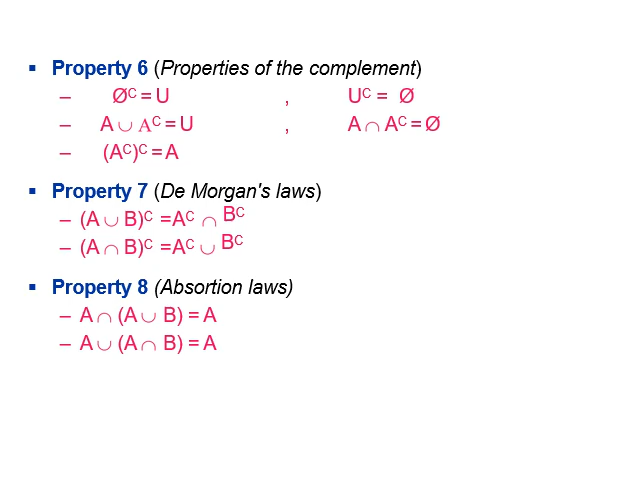 ▪ Property 6 (Properties of the complement)
– Øᶜ = U , Uᶜ = Ø
– A ∪ Aᶜ = U , A ∩ Aᶜ = Ø
– (Aᶜ)ᶜ = A
▪ Property 7 (De Morgan's laws)
– (A ∪ B)ᶜ =Aᶜ ∩ Bᶜ
– (A ∩ B)ᶜ =Aᶜ ∪ Bᶜ
▪ Property 8 (Absortion laws)
– A ∩ (A ∪ B) = A
– A ∪ (A ∩ B) = A